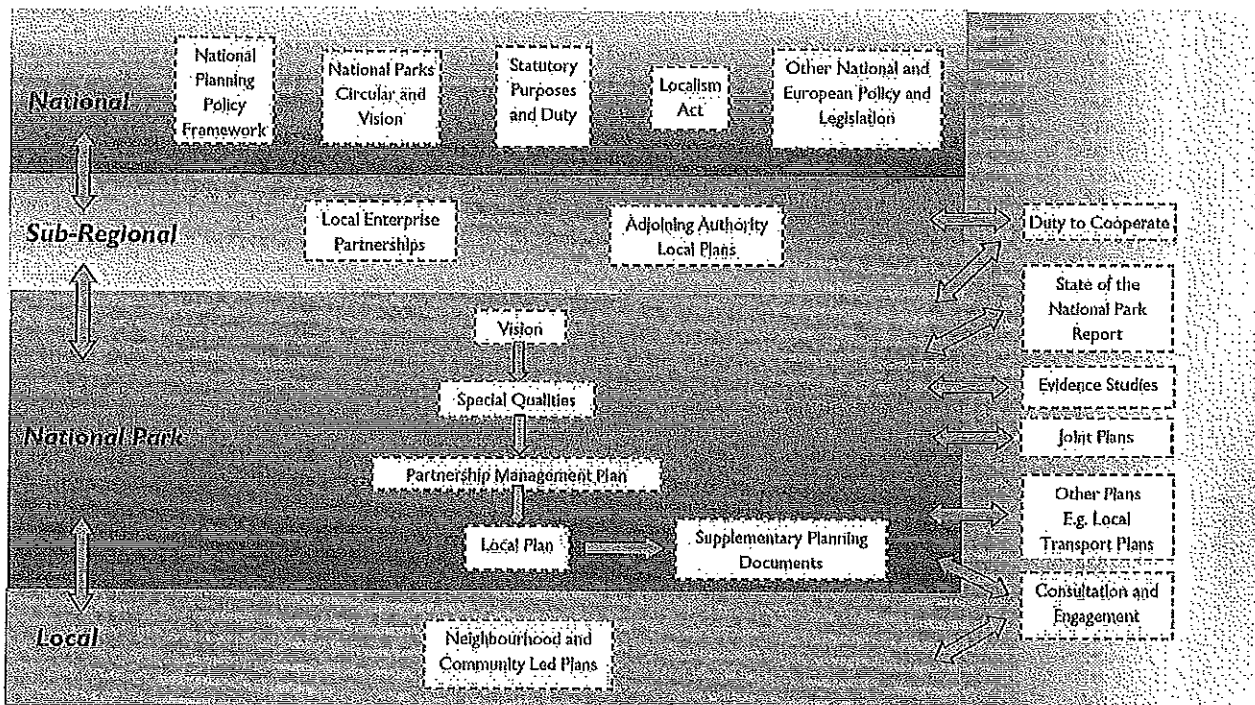 National
National
Planning
Policy
Framework
National Parks
Circular and
Vision
Statutory
Purposes
and Duty
Localism
Act
Other National and
European Policy and
Legislation
Sub-Regional
Local Enterprise
Partnerships
Adjoining Authority
Local Plans
Duty to Cooperate
State of the
National Park
Report
Evidence Studies
Joint Plans
Other Plans
E.g. Local
Transport Plans
Consultation and
Engagement
National Park
Vision
Special Qualities
Partnership Management Plan
Local Plan
Supplementary Planning
Documents
Local
Neighbourhood and
Community Led Plans